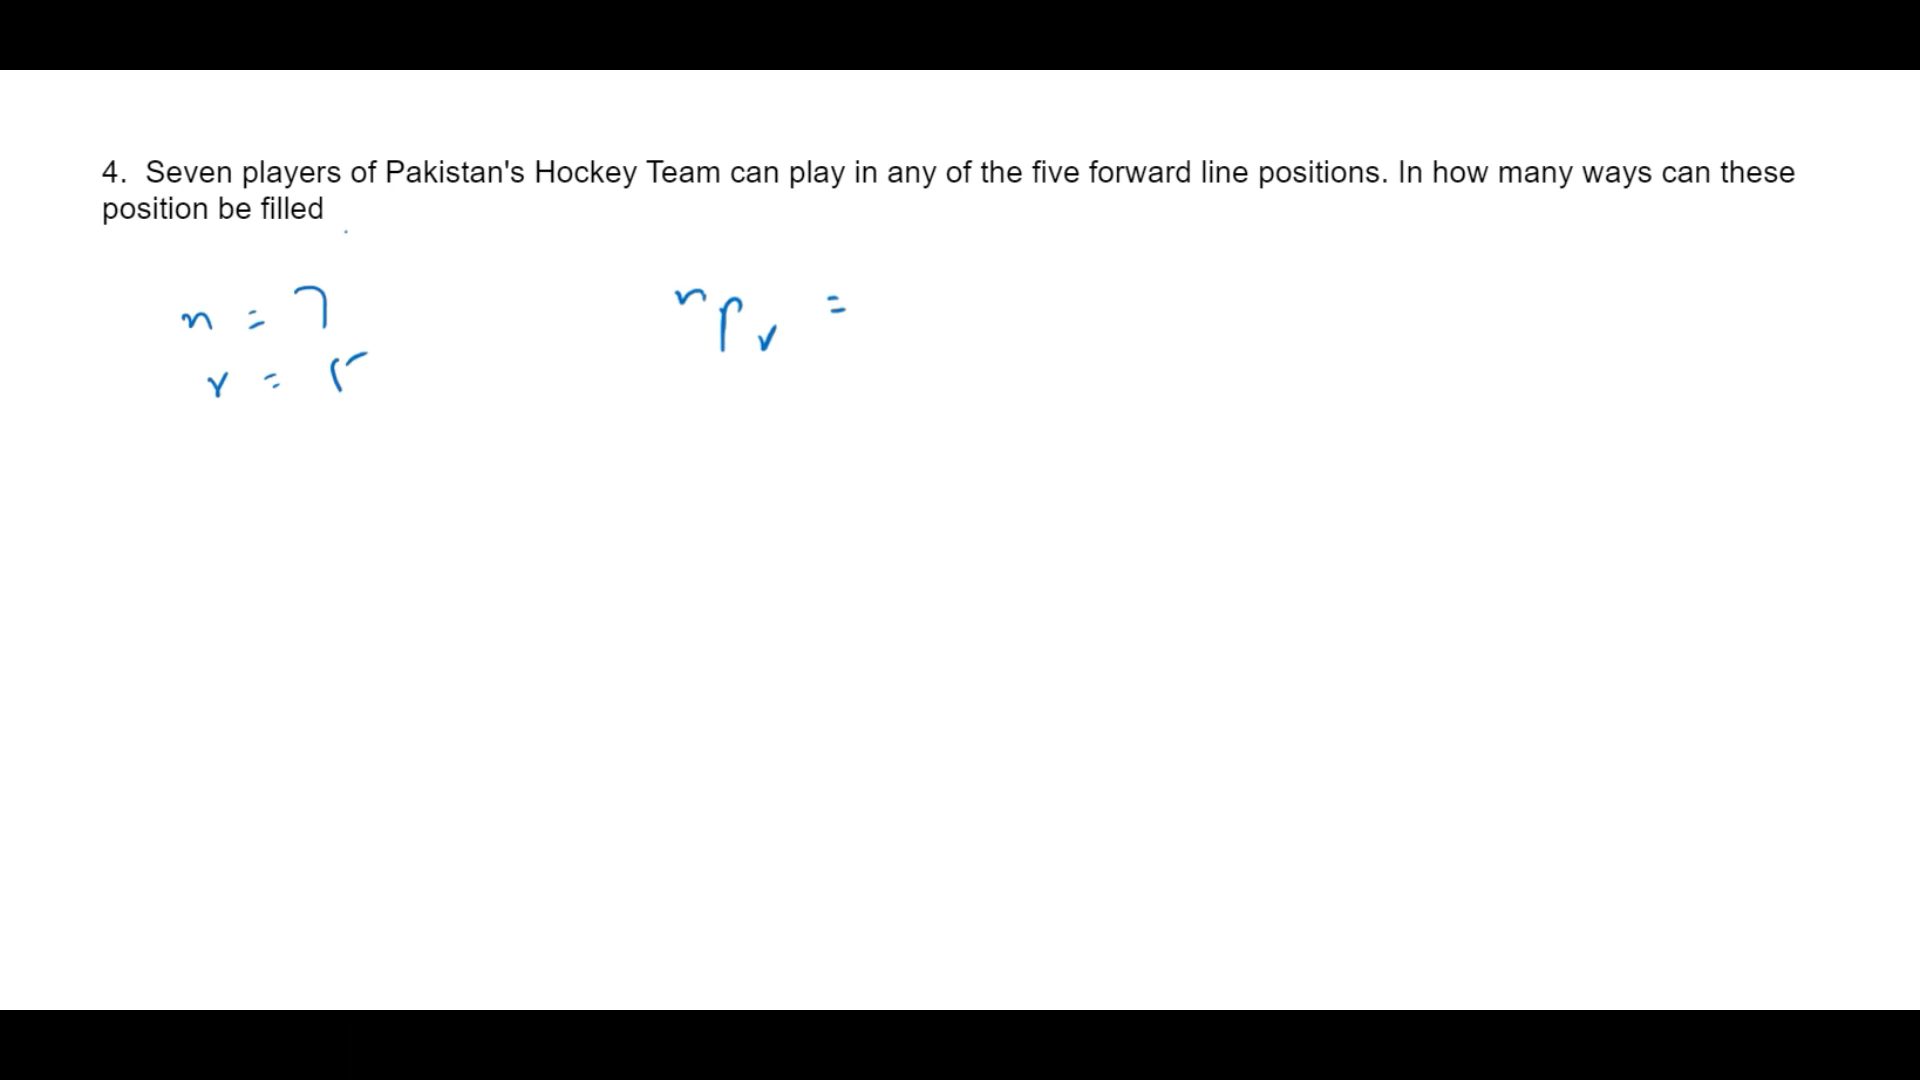 4. Seven players of Pakistan's Hockey Team can play in any of the five forward line positions. In how many ways can these
position be filled
n = 7
r = 5
nPr =